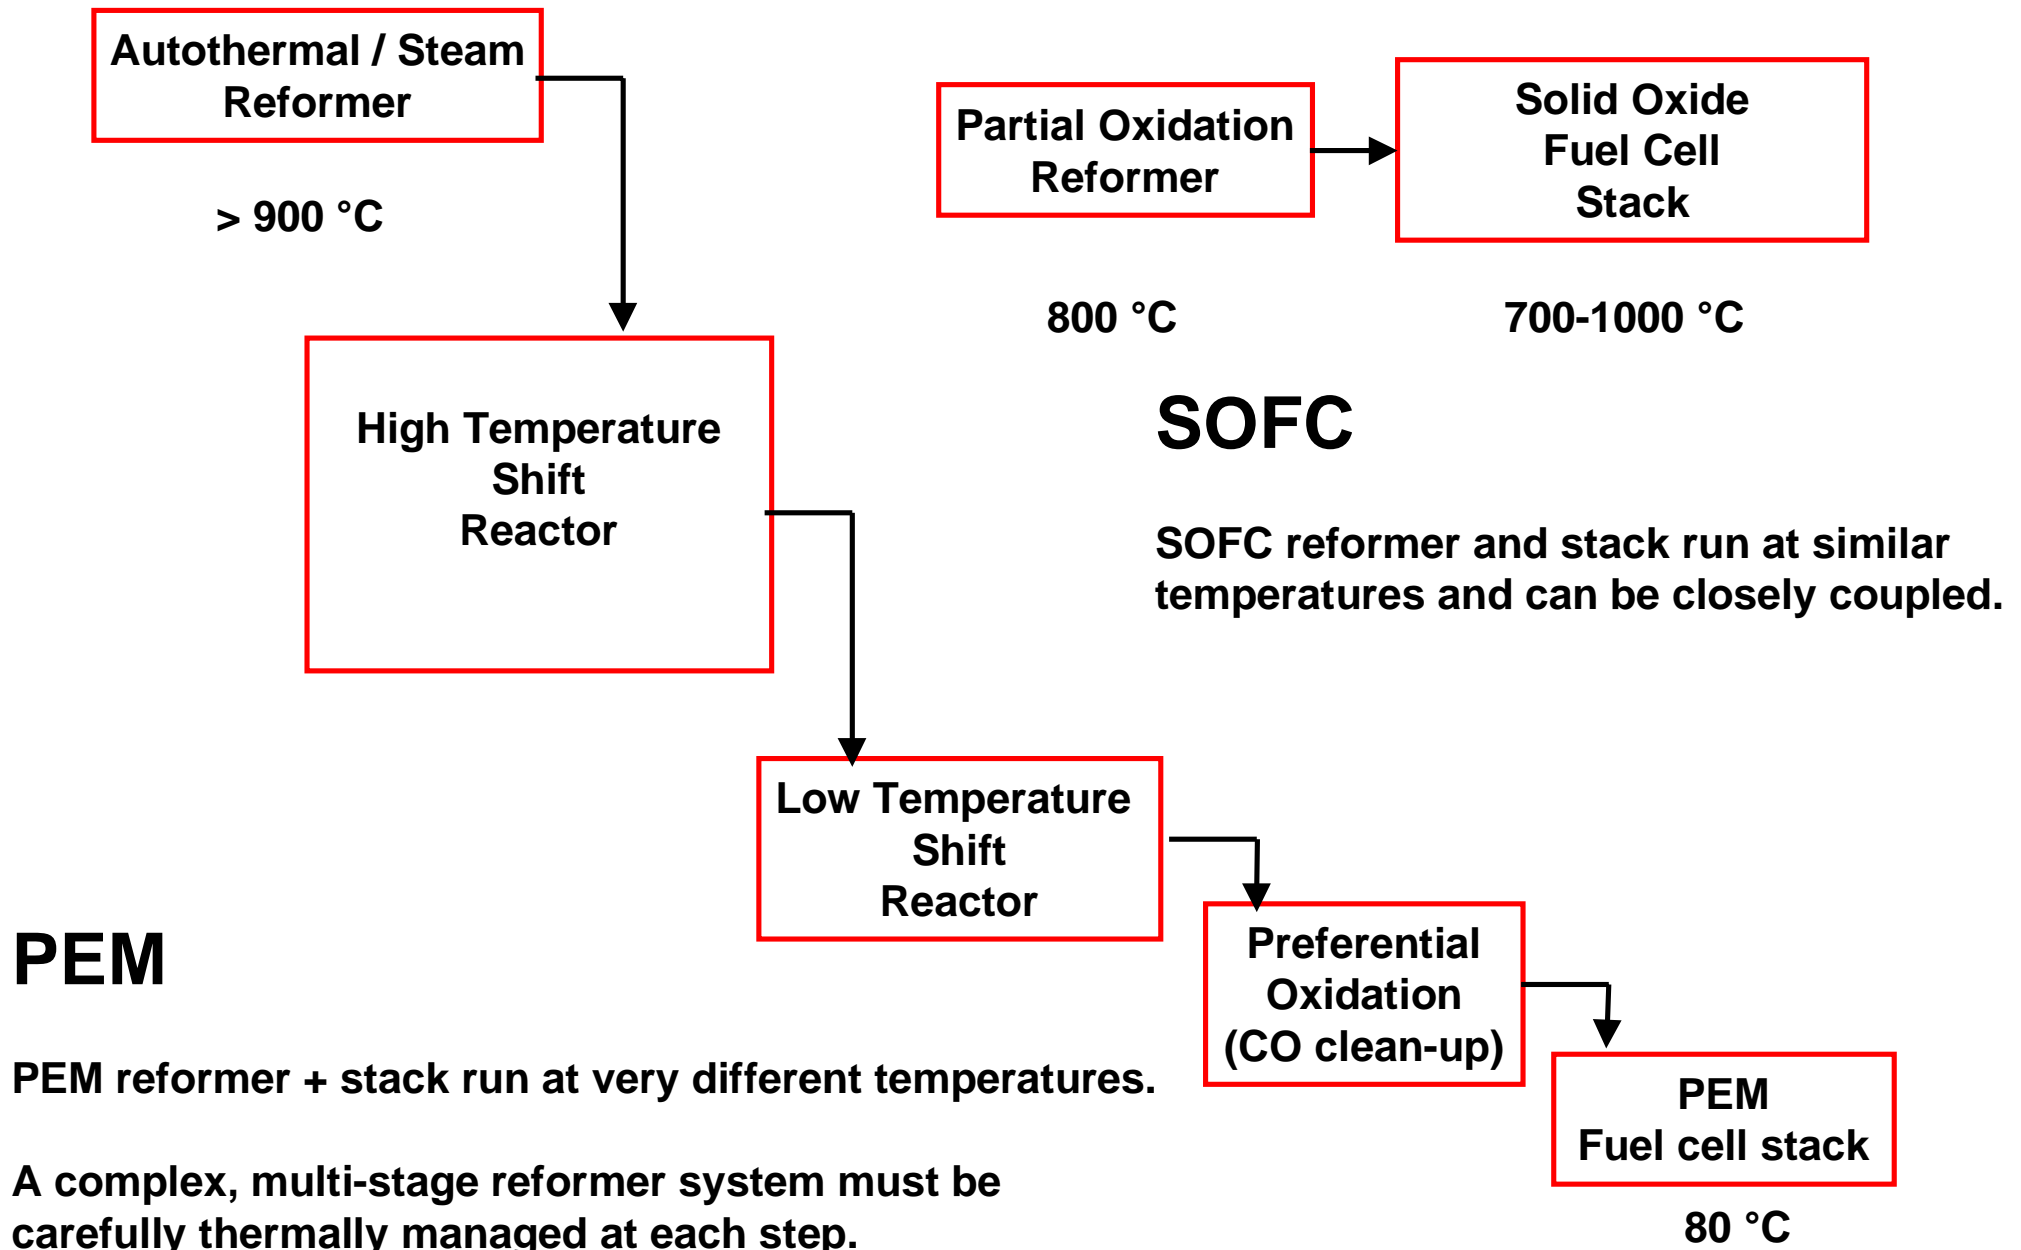 Autothermal / Steam
Reformer
> 900 °C
High Temperature
Shift
Reactor
Low Temperature
Shift
Reactor
Preferential
Oxidation
(CO clean-up)
PEM
Fuel cell stack
80 °C
Partial Oxidation
Reformer
800 °C
Solid Oxide
Fuel Cell
Stack
700-1000 °C
SOFC
SOFC reformer and stack run at similar
temperatures and can be closely coupled.
PEM
PEM reformer + stack run at very different temperatures.
A complex, multi-stage reformer system must be
carefully thermally managed at each step.